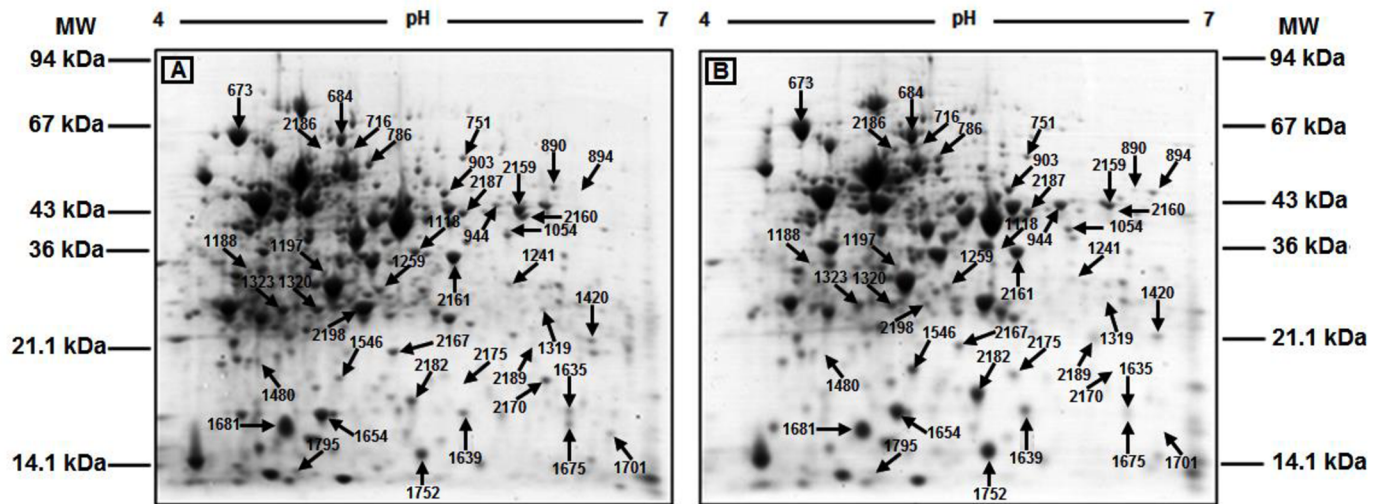 4 pH 7 4 pH 7
MW MW
94 kDa A B 94 kDa
673 684 673 684
67 kDa 2186 716 786 751 2186 716 786 751 67 kDa
890 894 890 894
903 2159 903 2159
2187 2187
43 kDa 2160 2160 43 kDa
1118 944 1054 1118 944 1054
36 kDa 1188 1197 1188 1197 36 kDa
1259 1241 1259 1241
1323 1320 2161 1323 1320 2161
1420 1420
2198 1319 2198 1319
21.1 kDa 1546 2167 1546 2167 21.1 kDa
2182 2175 2189 1635 2182 2175 2189 1635
1480 2170 1480 2170
1681 1654 1681 1654
1795 1639 1675 1701 1795 1639 1675 1701
14.1 kDa 14.1 kDa
1752 1752